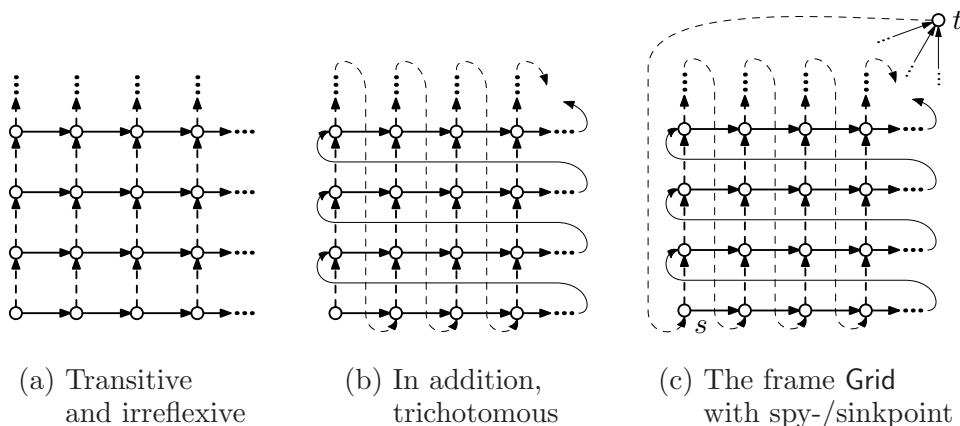 t
s
(a) Transitive and irreflexive
(b) In addition, trichotomous
(c) The frame Grid with spy-/sinkpoint